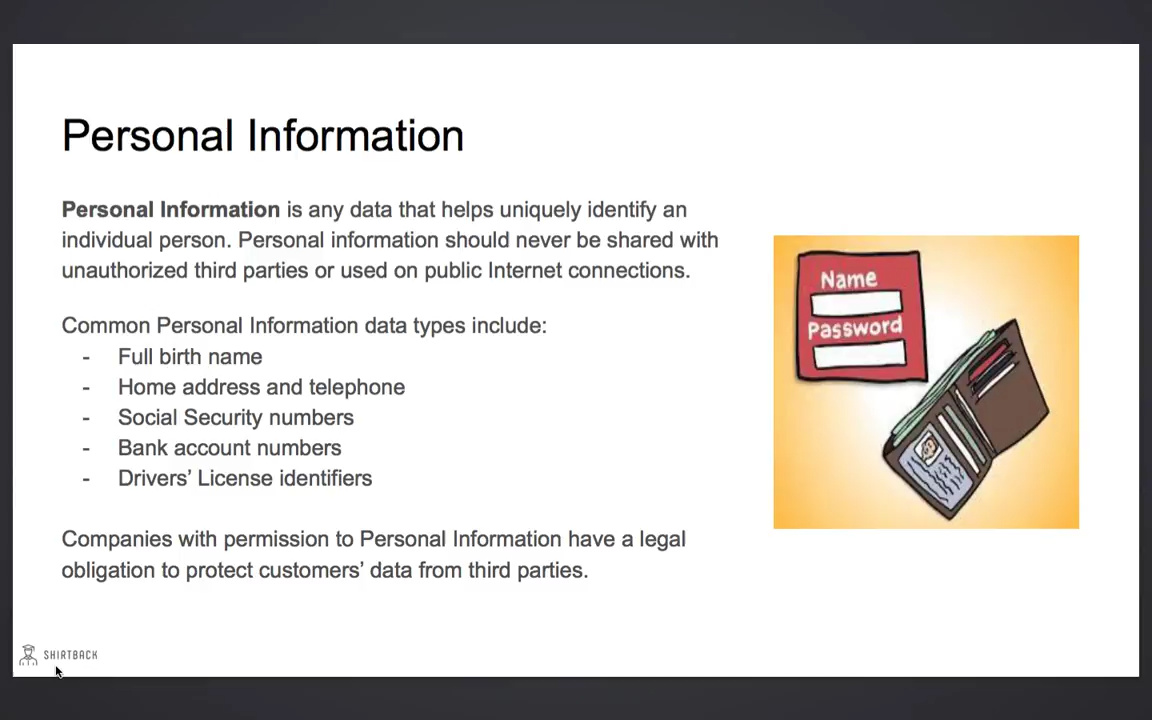 Personal Information
Personal Information is any data that helps uniquely identify an
individual person. Personal information should never be shared with
unauthorized third parties or used on public Internet connections.
Common Personal Information data types include:
- Full birth name
- Home address and telephone
- Social Security numbers
- Bank account numbers
- Drivers’ License identifiers
Companies with permission to Personal Information have a legal
obligation to protect customers’ data from third parties.
Name
Password
SHIRTBACK